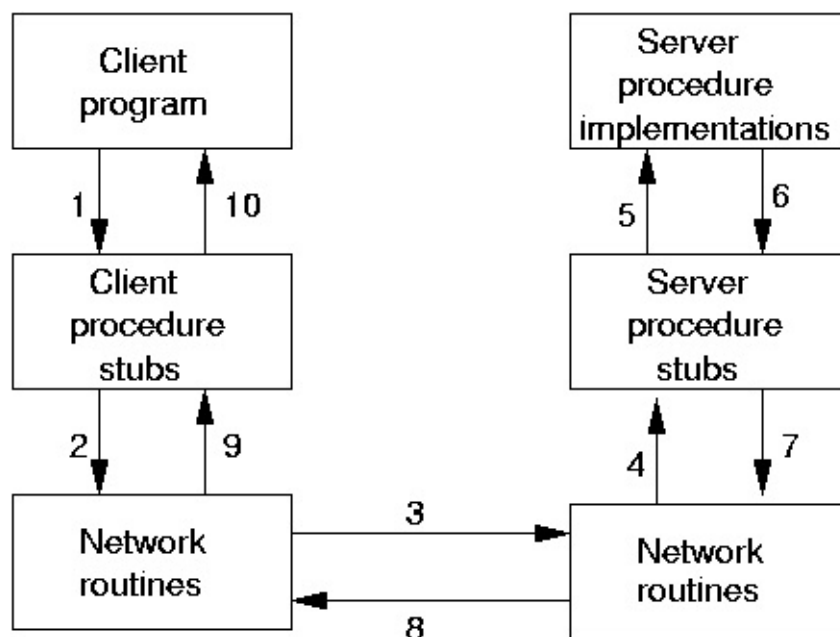 Client
program
Server
procedure
implementations
1
10
5
6
Client
procedure
stubs
Server
procedure
stubs
2
9
4
7
Network
routines
3
8
Network
routines